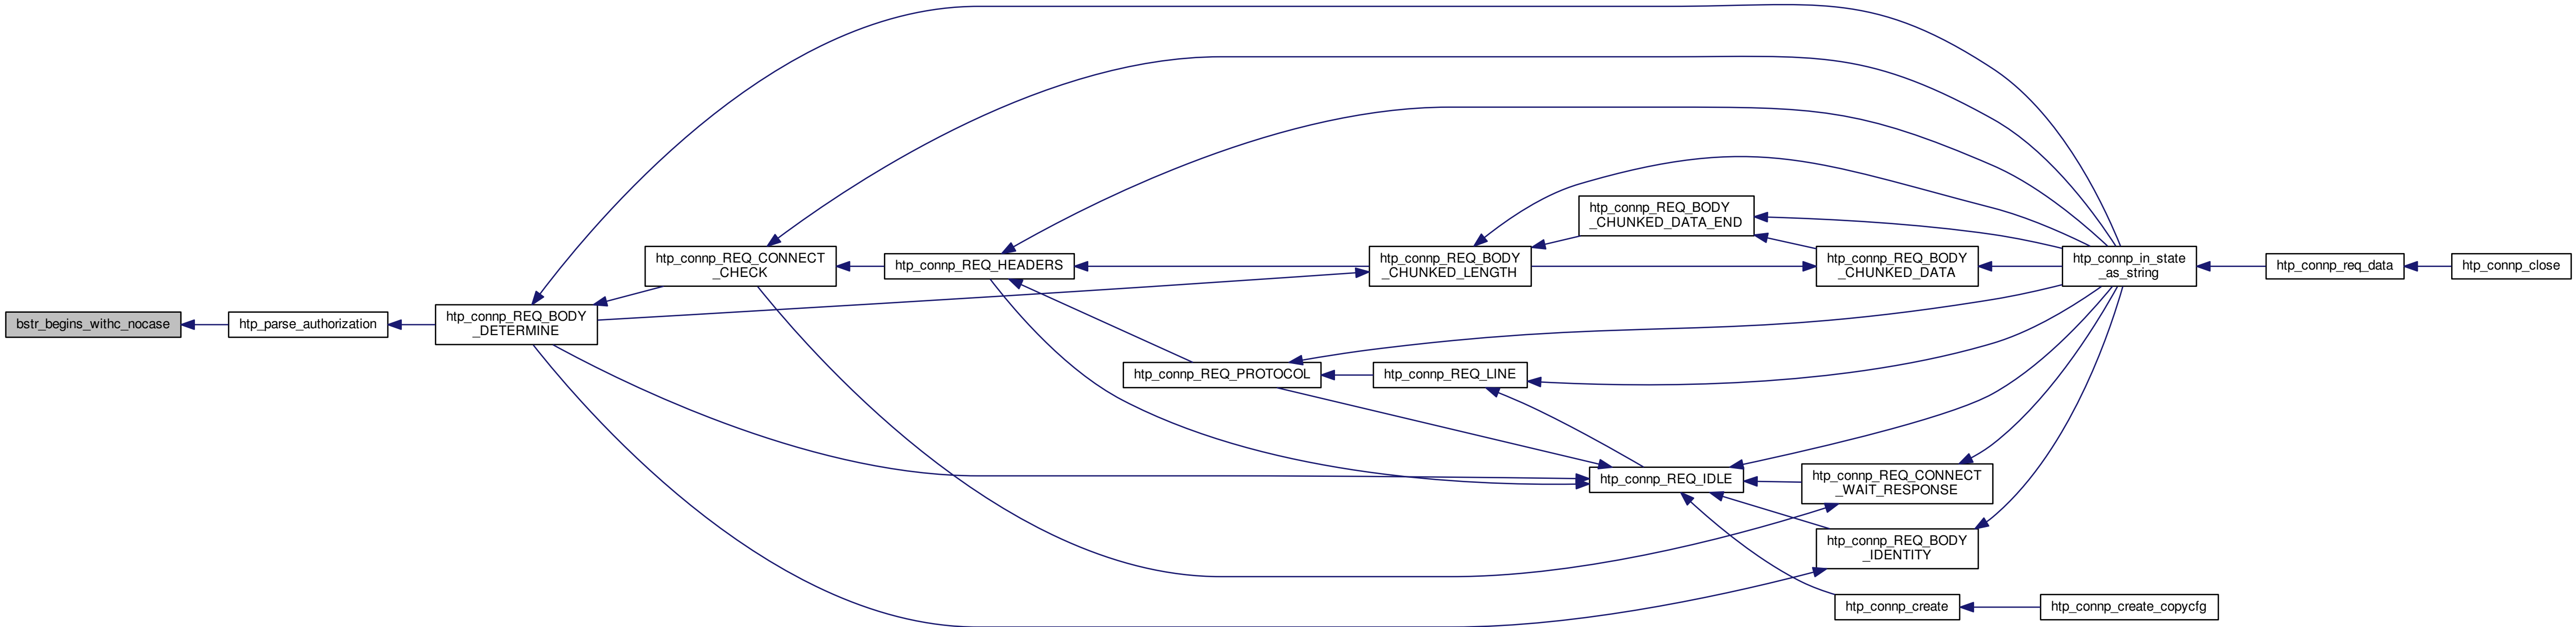 bstr_begins_withc_nocase
htp_parse_authorization
htp_connp_REQ_BODY
_DETERMINE
htp_connp_REQ_CONNECT
_CHECK
htp_connp_REQ_HEADERS
htp_connp_REQ_BODY
_CHUNKED_LENGTH
htp_connp_REQ_BODY
_CHUNKED_DATA_END
htp_connp_REQ_BODY
_CHUNKED_DATA
htp_connp_in_state
_as_string
htp_connp_req_data
htp_connp_close
htp_connp_REQ_PROTOCOL
htp_connp_REQ_LINE
htp_connp_REQ_IDLE
htp_connp_REQ_CONNECT
_WAIT_RESPONSE
htp_connp_REQ_BODY
_IDENTITY
htp_connp_create
htp_connp_create_copycfg